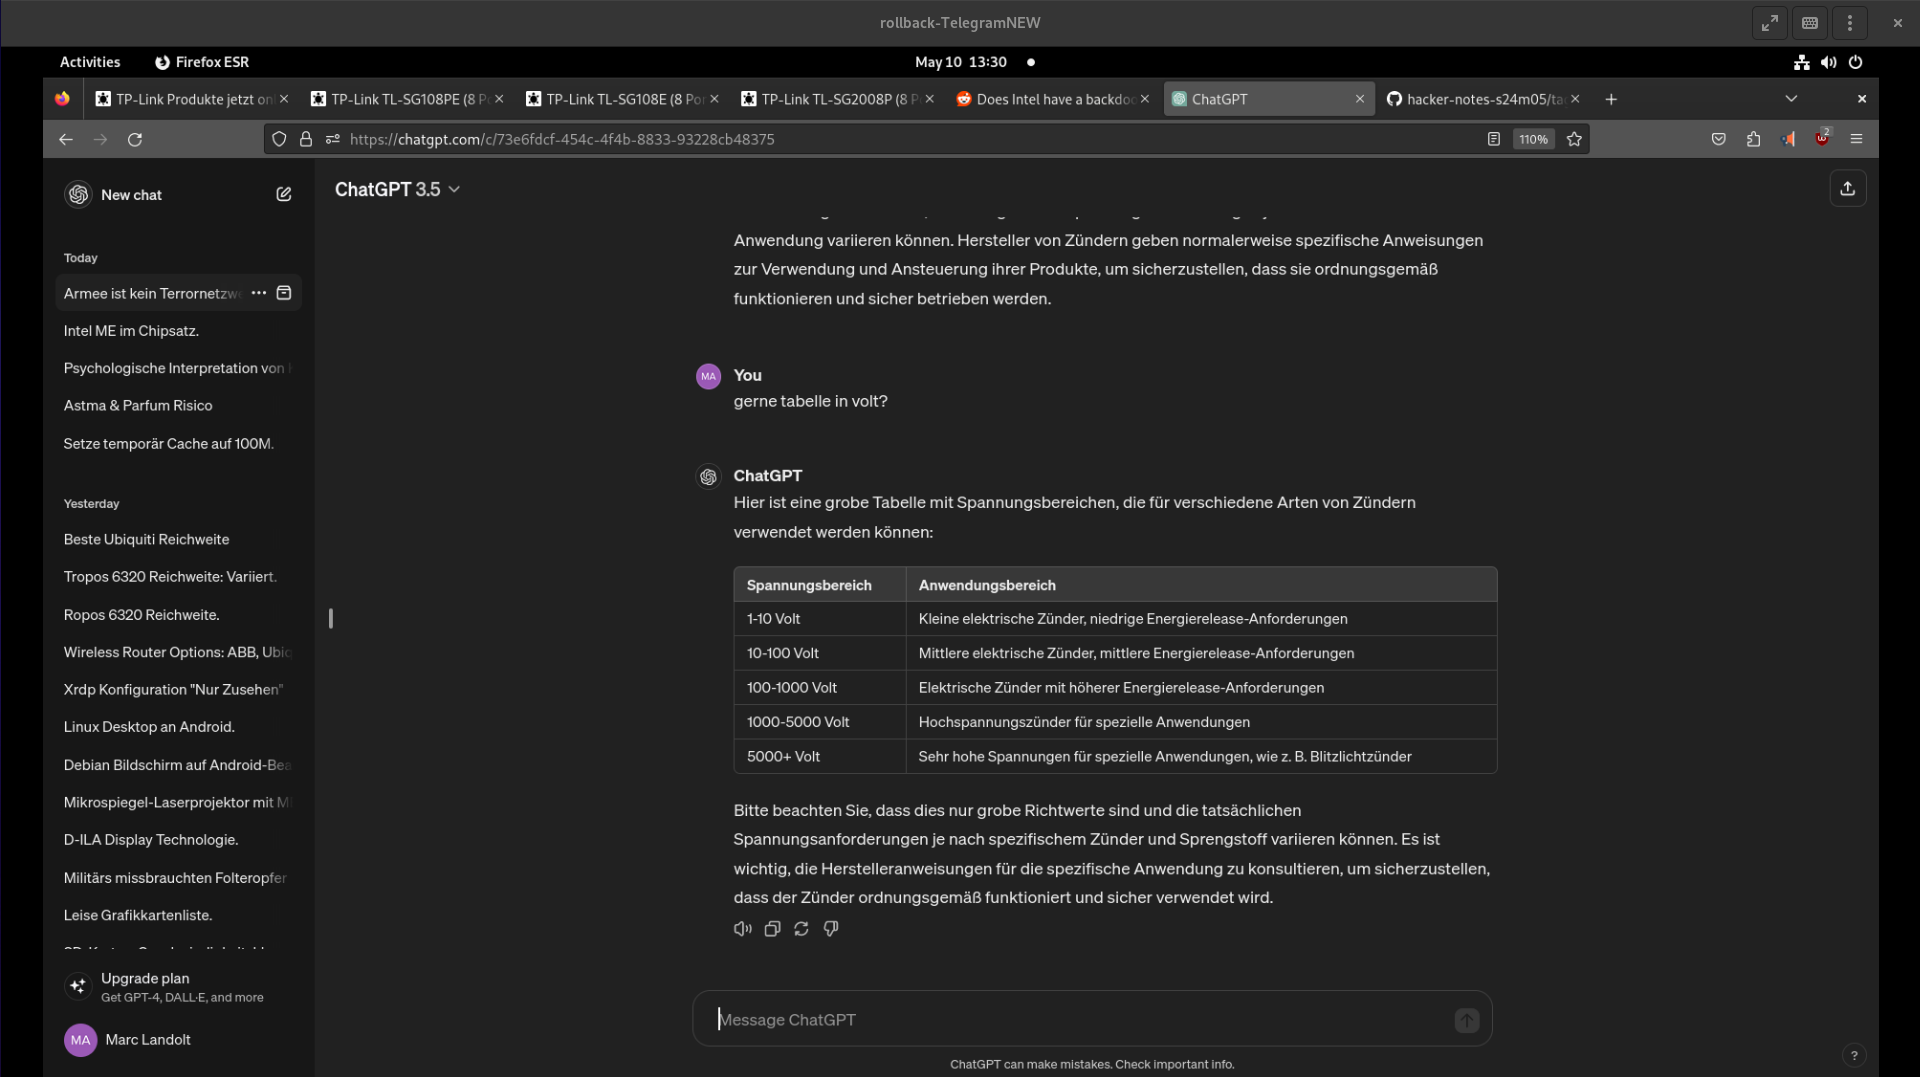 rollback-TelegramNEW
Activities
Firefox ESR
May 10 13:30
TP-Link Produkte jetzt on
TP-Link TL-SG108PE (8 P
TP-Link TL-SG108E (8 Por
TP-Link TL-SG2008P (8 P
Does Intel have a backdoo
ChatGPT
hacker-notes-s24m05/ta
https://chatgpt.com/c/73e6fdcf-454c-4f4b-8833-93228cb48375
110%
2
New chat
ChatGPT 3.5
Today
Armee ist kein Terrornetzwe
Intel ME im Chipsatz.
Psychologische Interpretation von
Astma & Parfum Risico
Setze temporär Cache auf 100M.
Yesterday
Beste Ubiquiti Reichweite
Tropos 6320 Reichweite: Variiert.
Ropos 6320 Reichweite.
Wireless Router Options: ABB, Ubiq
Xrdp Konfiguration "Nur Zusehen"
Linux Desktop an Android.
Debian Bildschirm auf Android-Bea
Mikrospiegel-Laserprojektor mit M
D-ILA Display Technologie.
Militärs missbrauchten Folteropfer
Leise Grafikkartenliste.
Upgrade plan
Get GPT-4, DALL·E, and more
MA
Marc Landolt
Anwendung variieren können. Hersteller von Zündern geben normalerweise spezifische Anweisungen
zur Verwendung und Ansteuerung ihrer Produkte, um sicherzustellen, dass sie ordnungsgemäß
funktionieren und sicher betrieben werden.
MA
You
gerne tabelle in volt?
ChatGPT
Hier ist eine grobe Tabelle mit Spannungsbereichen, die für verschiedene Arten von Zündern
verwendet werden können:
Spannungsbereich Anwendungsbereich
1-10 Volt Kleine elektrische Zünder, niedrige Energierelease-Anforderungen
10-100 Volt Mittlere elektrische Zünder, mittlere Energierelease-Anforderungen
100-1000 Volt Elektrische Zünder mit höherer Energierelease-Anforderungen
1000-5000 Volt Hochspannungszünder für spezielle Anwendungen
5000+ Volt Sehr hohe Spannungen für spezielle Anwendungen, wie z. B. Blitzlichtzünder
Bitte beachten Sie, dass dies nur grobe Richtwerte sind und die tatsächlichen
Spannungsanforderungen je nach spezifischem Zünder und Sprengstoff variieren können. Es ist
wichtig, die Herstelleranweisungen für die spezifische Anwendung zu konsultieren, um sicherzustellen,
dass der Zünder ordnungsgemäß funktioniert und sicher verwendet wird.
Message ChatGPT
ChatGPT can make mistakes. Check important info.
?